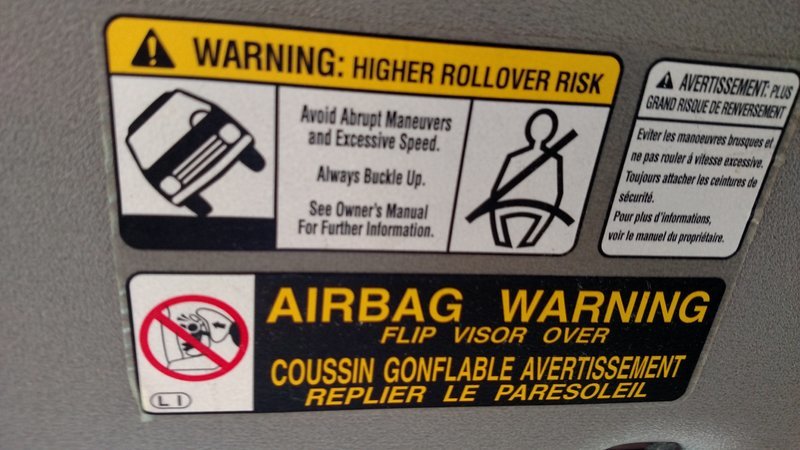 WARNING: HIGHER ROLLOVER RISK
Avoid Abrupt Maneuvers
and Excessive Speed.
Always Buckle Up.
See Owner's Manual
For Further Information.
AVERTISSEMENT: PLUS
GRAND RISQUE DE RENVERSEMENT
Eviter les manoeuvres brusques et
ne pas rouler à vitesse excessive.
Toujours attacher les ceintures de
sécurité.
Pour plus d'informations,
voir le manuel du propriétaire.
AIRBAG WARNING
FLIP VISOR OVER
COUSSIN GONFLABLE AVERTISSEMENT
REPLIER LE PARESOLEIL
L I